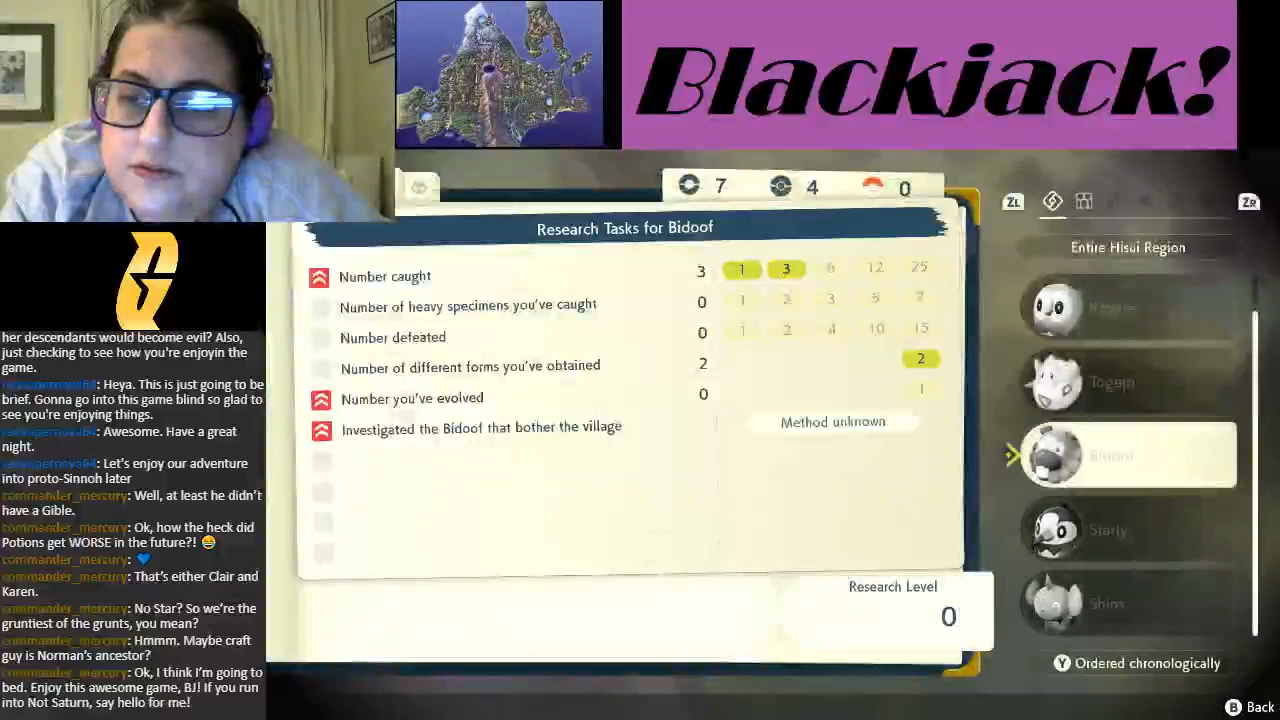 Blackjack!
7 4 0
ZL ZR
Research Tasks for Bidoof
Entire Hisui Region
Number caught 3 1 3 6 12 25
Number of heavy specimens you've caught 0 1 2 3 5 7
Number defeated 0 1 2 4 10 15
Number of different forms you've obtained 2 2
Number you've evolved 0 1
Investigated the Bidoof that bother the village Method unknown
Togepi
Bidoof
Starly
Shinx
Research Level
0
Y Ordered chronologically
B Back
her descendants would become evil? Also,
just checking to see how you're enjoyin the
game.
Heya. This is just going to be
brief. Gonna go into this game blind so glad to
see you're enjoying things.
Awesome. Have a great
night.
Let's enjoy our adventure
into proto-Sinnoh later
commander_mercury: Well, at least he didn't
have a Gible.
commander_mercury: Ok, how the heck did
Potions get WORSE in the future?! 😂
commander_mercury: 💙
commander_mercury: That's either Clair and
Karen.
commander_mercury: No Star? So we're the
gruntiest of the grunts, you mean?
commander_mercury: Hmmm. Maybe craft
guy is Norman's ancestor?
commander_mercury: Ok, I think I'm going to
bed. Enjoy this awesome game, BJ! If you run
into Not Saturn, say hello for me!